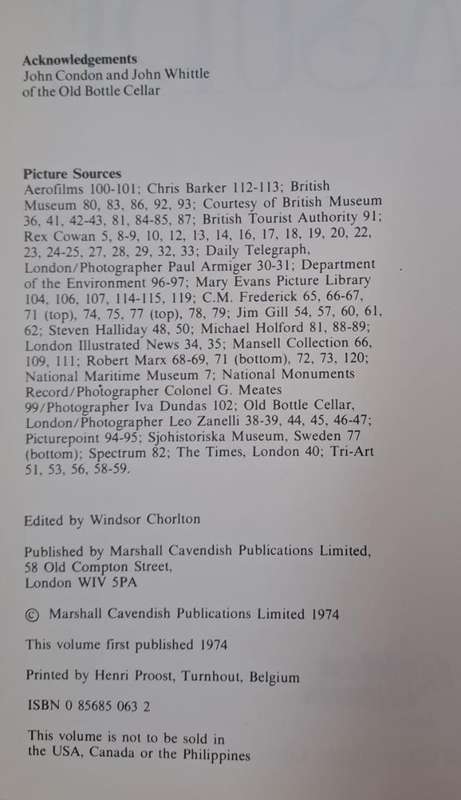 Acknowledgements
John Condon and John Whittle
of the Old Bottle Cellar
Picture Sources
Aerofilms 100-101; Chris Barker 112-113; British
Museum 80, 83, 86, 92, 93; Courtesy of British Museum
36, 41, 42-43, 81, 84-85, 87; British Tourist Authority 91;
Rex Cowan 5, 8-9, 10, 12, 13, 14, 16, 17, 18, 19, 20, 22,
23, 24-25, 27, 28, 29, 32, 33; Daily Telegraph,
London/Photographer Paul Armiger 30-31; Department
of the Environment 96-97; Mary Evans Picture Library
104, 106, 107, 114-115, 119; C.M. Frederick 65, 66-67,
71 (top), 74, 75, 77 (top), 78, 79; Jim Gill 54, 57, 60, 61,
62; Steven Halliday 48, 50; Michael Holford 81, 88-89;
London Illustrated News 34, 35; Mansell Collection 66,
109, 111; Robert Marx 68-69, 71 (bottom), 72, 73, 120;
National Maritime Museum 7; National Monuments
Record/Photographer Colonel G. Meates
99/Photographer Iva Dundas 102; Old Bottle Cellar,
London/Photographer Leo Zanelli 38-39, 44, 45, 46-47;
Picturepoint 94-95; Sjohistoriska Museum, Sweden 77
(bottom); Spectrum 82; The Times, London 40; Tri-Art
51, 53, 56, 58-59.
Edited by Windsor Chorlton
Published by Marshall Cavendish Publications Limited,
58 Old Compton Street,
London WIV 5PA
© Marshall Cavendish Publications Limited 1974
This volume first published 1974
Printed by Henri Proost, Turnhout, Belgium
ISBN 0 85685 063 2
This volume is not to be sold in
the USA, Canada or the Philippines